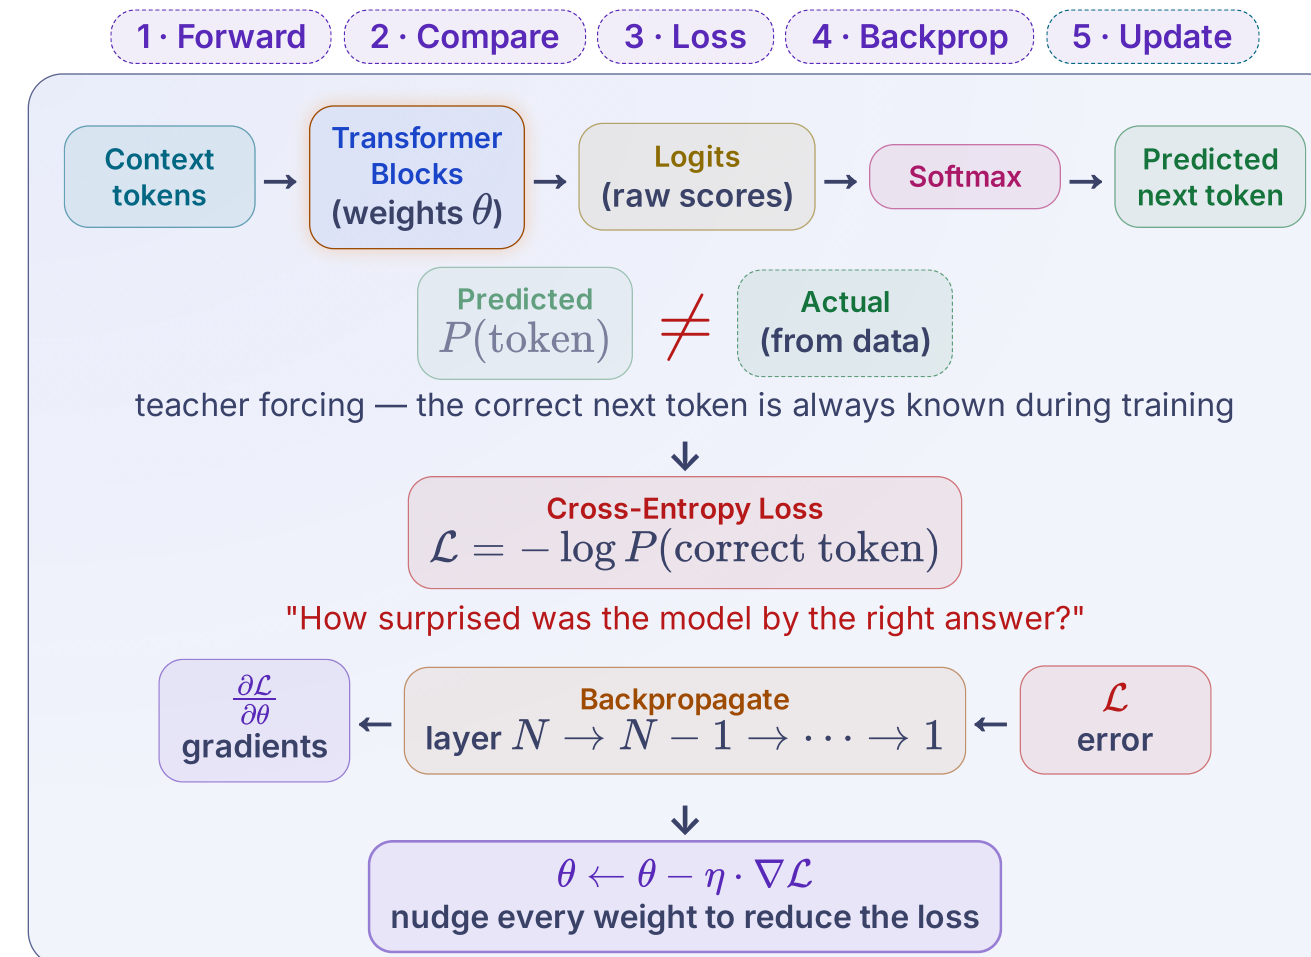 1 · Forward
2 · Compare
3 · Loss
4 · Backprop
5 · Update
Context
tokens
→
Transformer
Blocks
(weights θ)
→
Logits
(raw scores)
→
Softmax
→
Predicted
next token
Predicted
P(token)
≠
Actual
(from data)
teacher forcing — the correct next token is always known during training
↓
Cross-Entropy Loss
ℒ = − log P(correct token)
"How surprised was the model by the right answer?"
∂ℒ/∂θ
gradients
←
Backpropagate
layer N → N − 1 → ⋯ → 1
←
ℒ
error
↓
θ ← θ − η · ∇ℒ
nudge every weight to reduce the loss